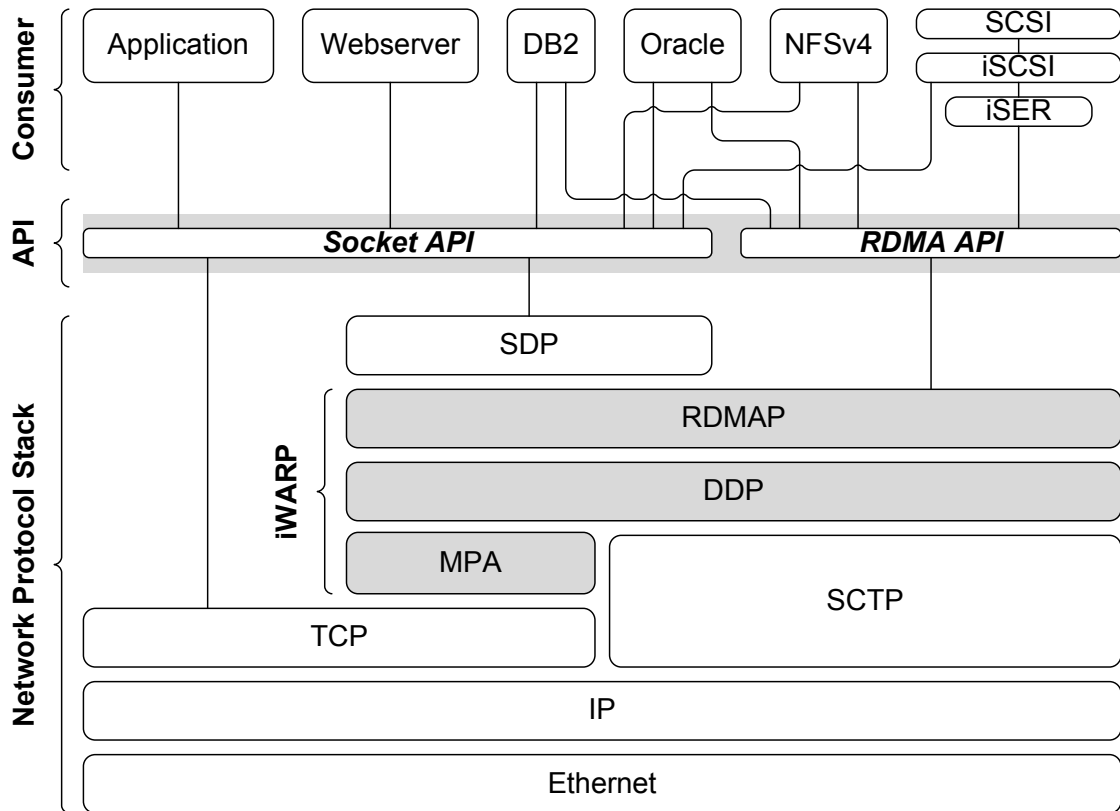 Consumer
Application
Webserver
DB2
Oracle
NFSv4
SCSI
iSCSI
iSER
API
Socket API
RDMA API
Network Protocol Stack
SDP
iWARP
RDMAP
DDP
MPA
SCTP
TCP
IP
Ethernet